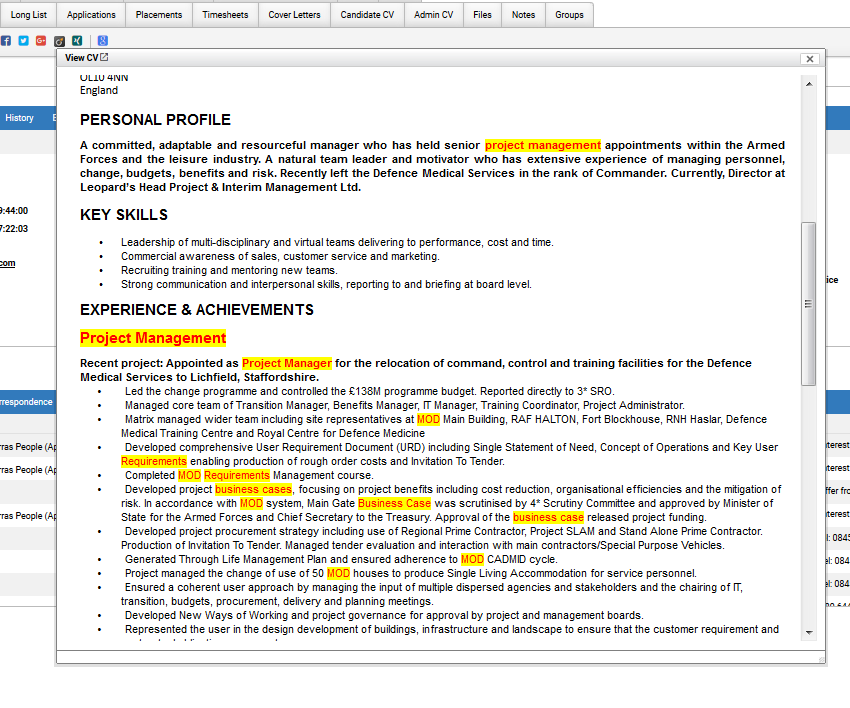 Long List Applications Placements Timesheets Cover Letters Candidate CV Admin CV Files Notes Groups
View CV
OL10 4NN
England
History
PERSONAL PROFILE
A committed, adaptable and resourceful manager who has held senior project management appointments within the Armed
Forces and the leisure industry. A natural team leader and motivator who has extensive experience of managing personnel,
change, budgets, benefits and risk. Recently left the Defence Medical Services in the rank of Commander. Currently, Director at
Leopard's Head Project & Interim Management Ltd.
9:44:00
7:22:03
com
KEY SKILLS
• Leadership of multi-disciplinary and virtual teams delivering to performance, cost and time.
• Commercial awareness of sales, customer service and marketing.
• Recruiting training and mentoring new teams.
• Strong communication and interpersonal skills, reporting to and briefing at board level.
ice
EXPERIENCE & ACHIEVEMENTS
Project Management
Recent project: Appointed as Project Manager for the relocation of command, control and training facilities for the Defence
Medical Services to Lichfield, Staffordshire.
• Led the change programme and controlled the £138M programme budget. Reported directly to 3* SRO.
• Managed core team of Transition Manager, Benefits Manager, IT Manager, Training Coordinator, Project Administrator.
• Matrix managed wider team including site representatives at MOD Main Building, RAF HALTON, Fort Blockhouse, RNH Haslar, Defence
Medical Training Centre and Royal Centre for Defence Medicine
• Developed comprehensive User Requirement Document (URD) including Single Statement of Need, Concept of Operations and Key User
Requirements enabling production of rough order costs and Invitation To Tender.
• Completed MOD Requirements Management course.
• Developed project business cases, focusing on project benefits including cost reduction, organisational efficiencies and the mitigation of
risk. In accordance with MOD system, Main Gate Business Case was scrutinised by 4* Scrutiny Committee and approved by Minister of
State for the Armed Forces and Chief Secretary to the Treasury. Approval of the business case released project funding.
• Developed project procurement strategy including use of Regional Prime Contractor, Project SLAM and Stand Alone Prime Contractor.
Production of Invitation To Tender. Managed tender evaluation and interaction with main contractors/Special Purpose Vehicles.
• Generated Through Life Management Plan and ensured adherence to MOD CADMID cycle.
• Project managed the change of use of 50 MOD houses to produce Single Living Accommodation for service personnel.
• Ensured a coherent user approach by managing the input of multiple dispersed agencies and stakeholders and the chairing of IT,
transition, budgets, procurement, delivery and planning meetings.
• Developed New Ways of Working and project governance for approval by project and management boards.
• Represented the user in the design development of buildings, infrastructure and landscape to ensure that the customer requirement and
rrespondence
rras People (Ap
rras People (Ap
rras People (Ap
nterest
nterest
ffer fro
nterest
l: 0845
el: 084
el: 084